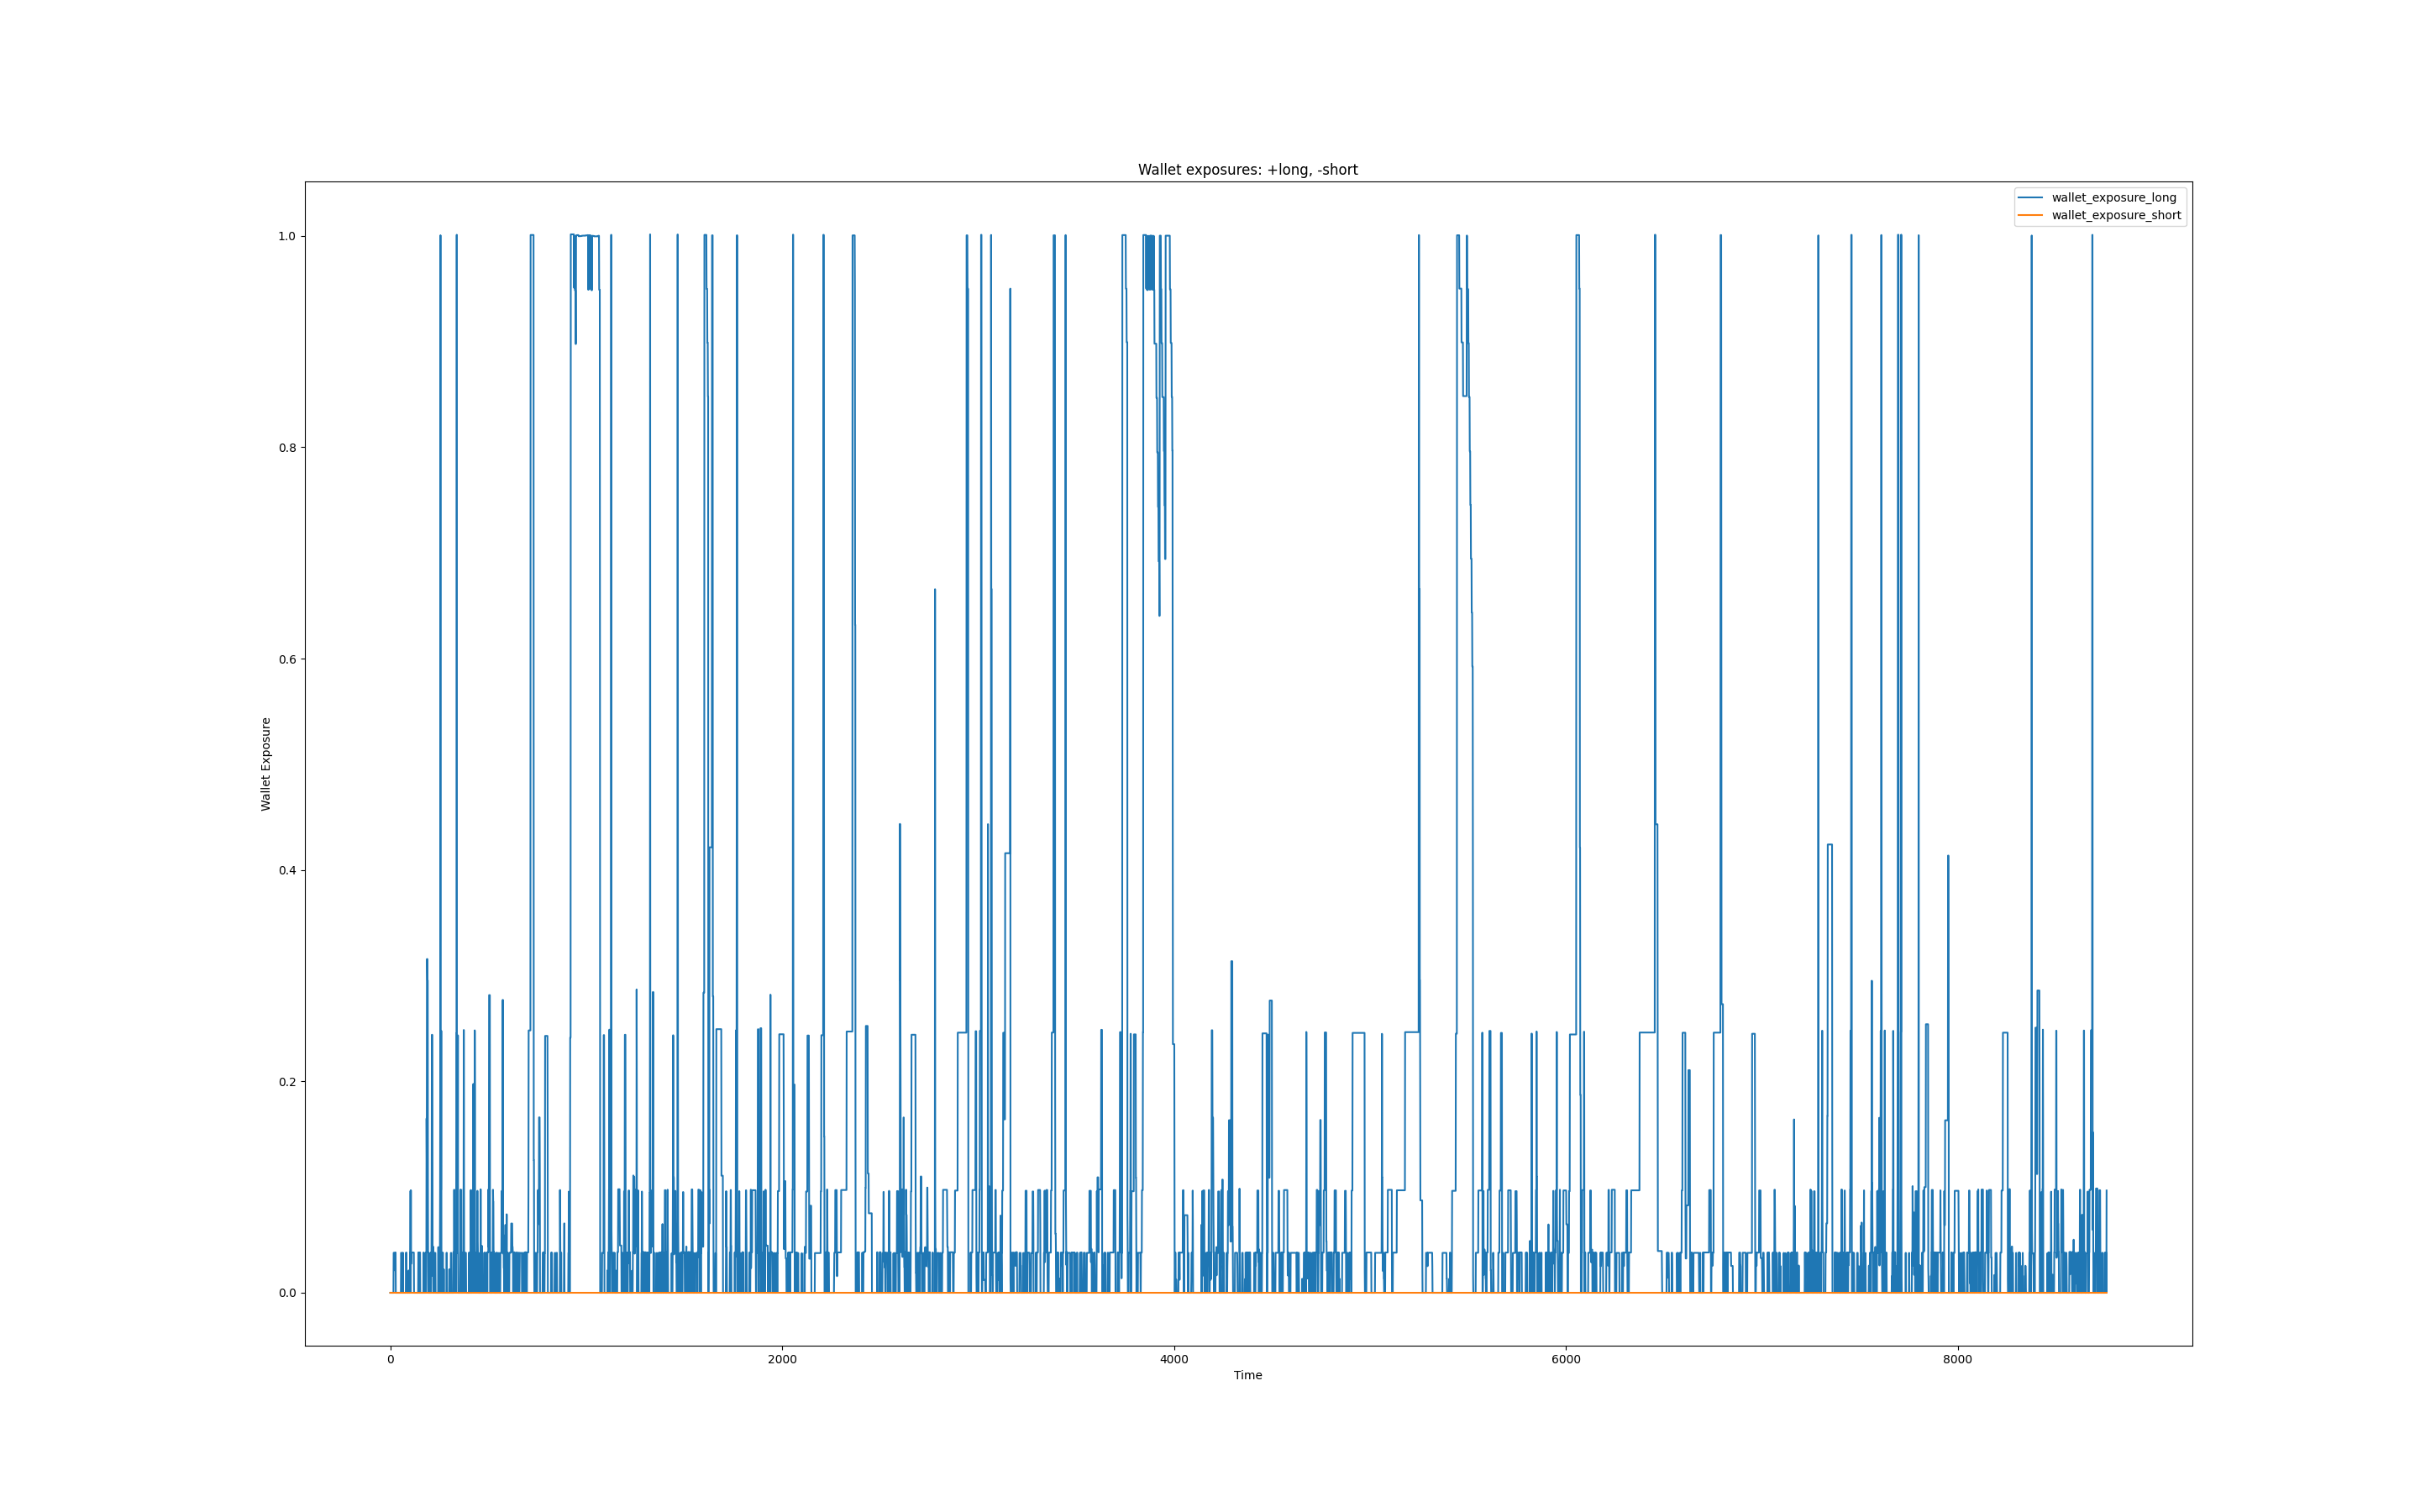 Wallet exposures: +long, -short
wallet_exposure_long
wallet_exposure_short
1.0
0.8
0.6
0.4
0.2
0.0
Wallet Exposure
0 2000 4000 6000 8000
Time